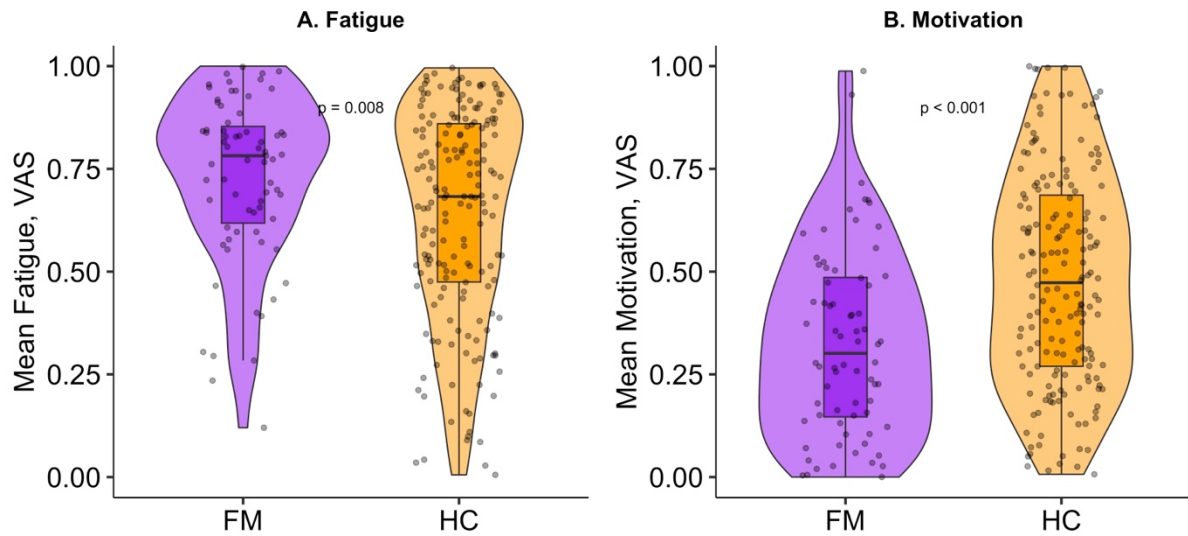 A. Fatigue
Mean Fatigue, VAS
1.00
0.75
0.50
0.25
0.00
p = 0.008
FM HC
B. Motivation
Mean Motivation, VAS
1.00
0.75
0.50
0.25
0.00
p < 0.001
FM HC